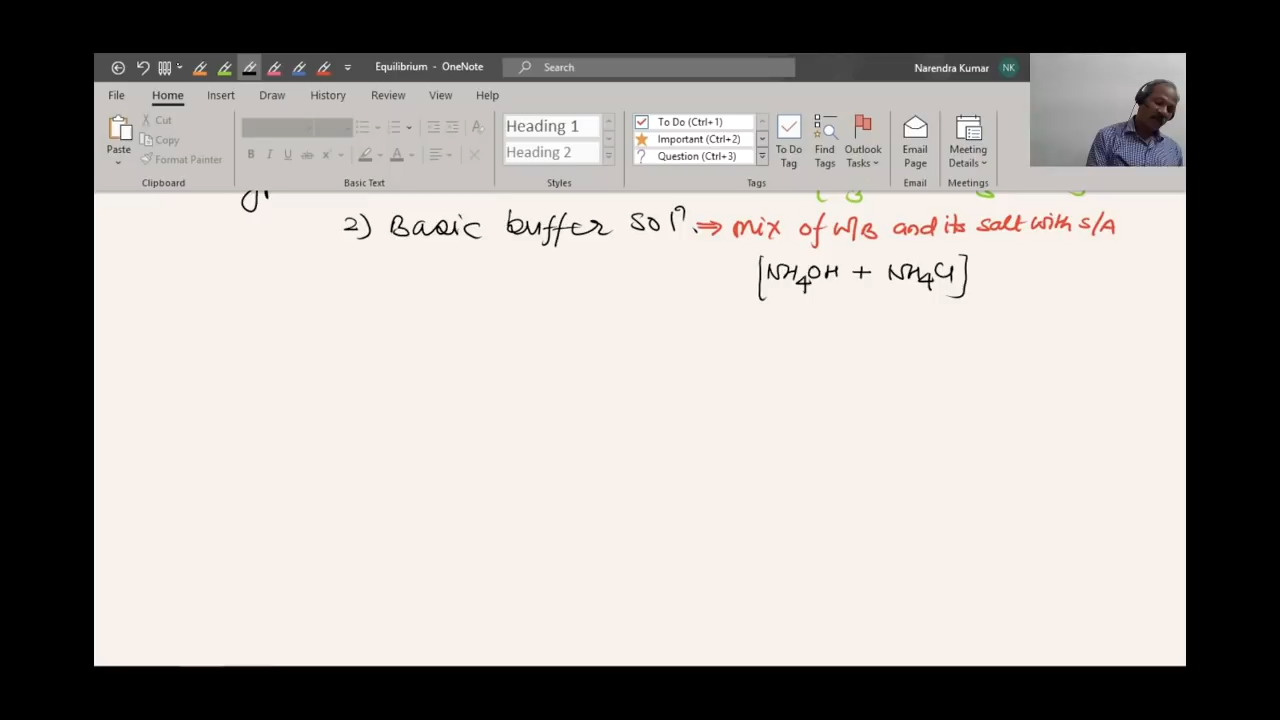 Equilibrium - OneNote
Search
Narendra Kumar NK
File Home Insert Draw History Review View Help
Paste
Cut
Copy
Format Painter
Clipboard
B I U ab x
Basic Text
Heading 1
Heading 2
Styles
To Do (Ctrl+1)
Important (Ctrl+2)
Question (Ctrl+3)
To Do Tag
Find Tags
Outlook Tasks
Tags
Email Page
Email
Meeting Details
Meetings
2) Basic buffer solⁿ. ⇒ mix of W/B and its salt with S/A
[NH4OH + NH4Cl]